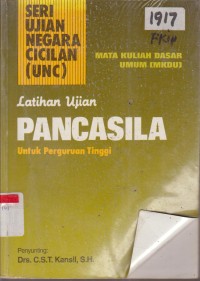 SERI
UJIAN
NEGARA
CICILAN
(UNC)
1917
FKIP
MATA KULIAH DASAR
UMUM (MKDU)
Latihan Ujian
PANCASILA
Untuk Perguruan Tinggi
Penyunting:
Drs. C.S.T. Kansil, S.H.